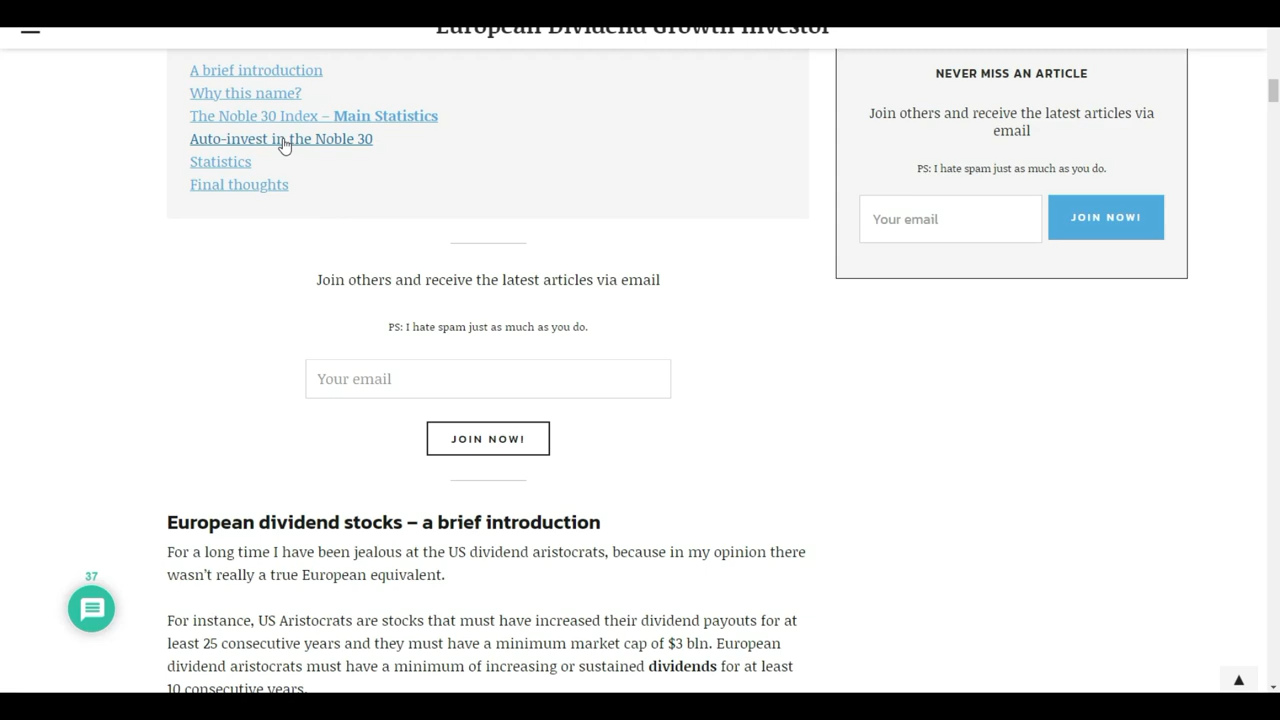 European Dividend Growth Investor
A brief introduction
Why this name?
The Noble 30 Index – Main Statistics
Auto-invest in the Noble 30
Statistics
Final thoughts
Join others and receive the latest articles via email
PS: I hate spam just as much as you do.
Your email
JOIN NOW!
European dividend stocks – a brief introduction
For a long time I have been jealous at the US dividend aristocrats, because in my opinion there
wasn't really a true European equivalent.
For instance, US Aristocrats are stocks that must have increased their dividend payouts for at
least 25 consecutive years and they must have a minimum market cap of $3 bln. European
dividend aristocrats must have a minimum of increasing or sustained dividends for at least
10 consecutive years.
NEVER MISS AN ARTICLE
Join others and receive the latest articles via
email
PS: I hate spam just as much as you do.
Your email
JOIN NOW!
37